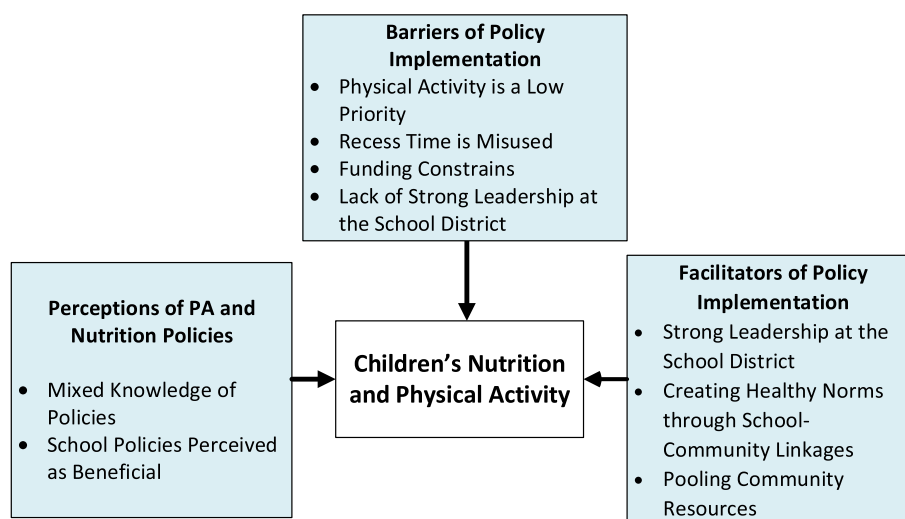 Barriers of Policy
Implementation
• Physical Activity is a Low
Priority
• Recess Time is Misused
• Funding Constrains
• Lack of Strong Leadership at
the School District
Perceptions of PA and
Nutrition Policies
• Mixed Knowledge of
Policies
• School Policies Perceived
as Beneficial
Children’s Nutrition
and Physical Activity
Facilitators of Policy
Implementation
• Strong Leadership at the
School District
• Creating Healthy Norms
through School-
Community Linkages
• Pooling Community
Resources